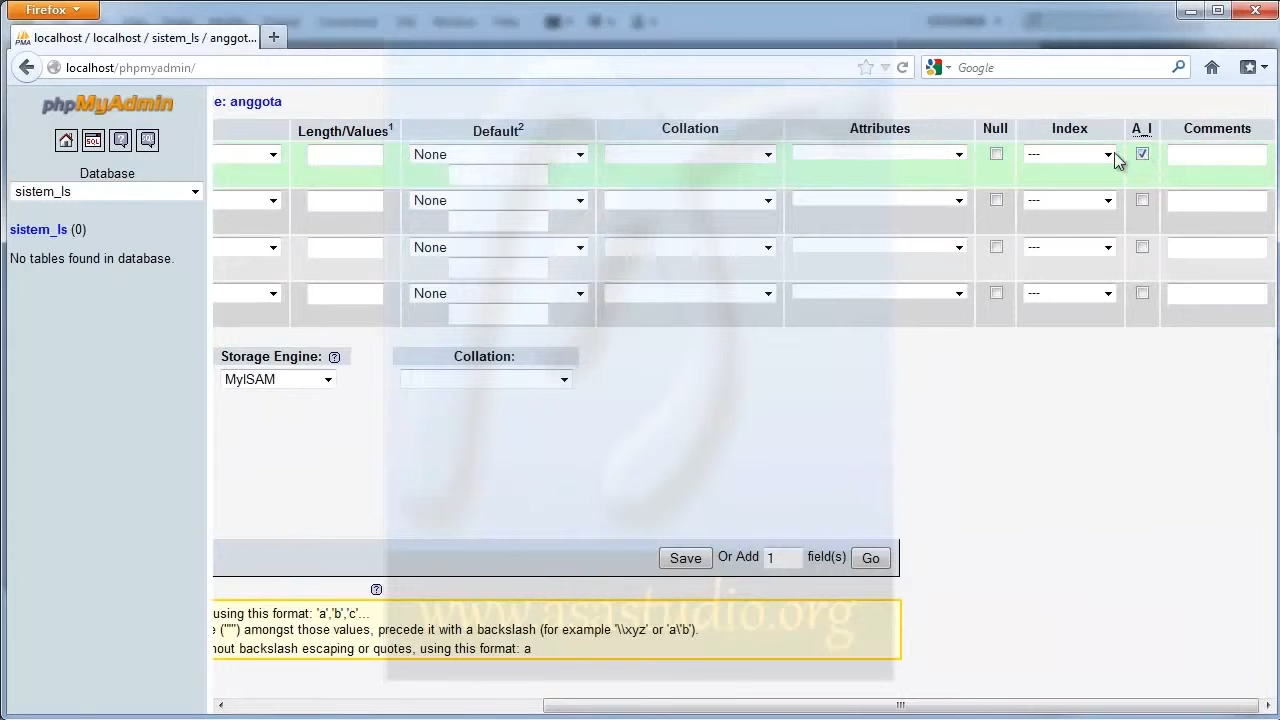 Firefox
localhost / localhost / sistem_ls / anggot...
localhost/phpmyadmin/
Google
phpMyAdmin
e: anggota
SQL
Database
sistem_ls
sistem_ls (0)
No tables found in database.
Length/Values1 Default2 Collation Attributes Null Index A_I Comments
None ---
None ---
None ---
None ---
Storage Engine: Collation:
MyISAM
Save Or Add 1 field(s) Go
using this format: 'a','b','c'...
e ("'") amongst those values, precede it with a backslash (for example '\\xyz' or 'a\'b').
hout backslash escaping or quotes, using this format: a
www.asastudio.org